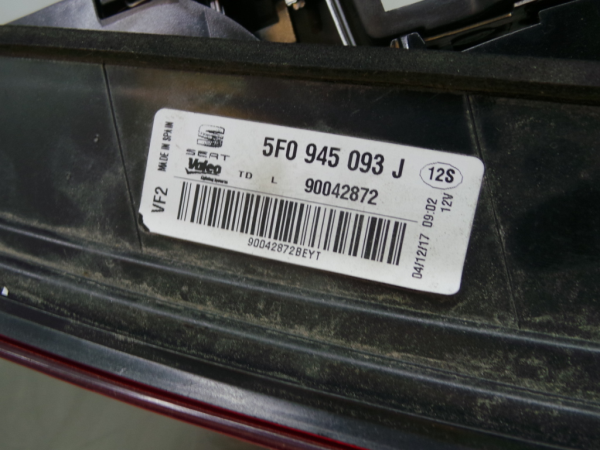 MADE IN SPAIN
VF2
SEAT
Valeo
TD L
5F0 945 093 J
90042872
12S
12V
90042872BEYT
04/12/17 09:02